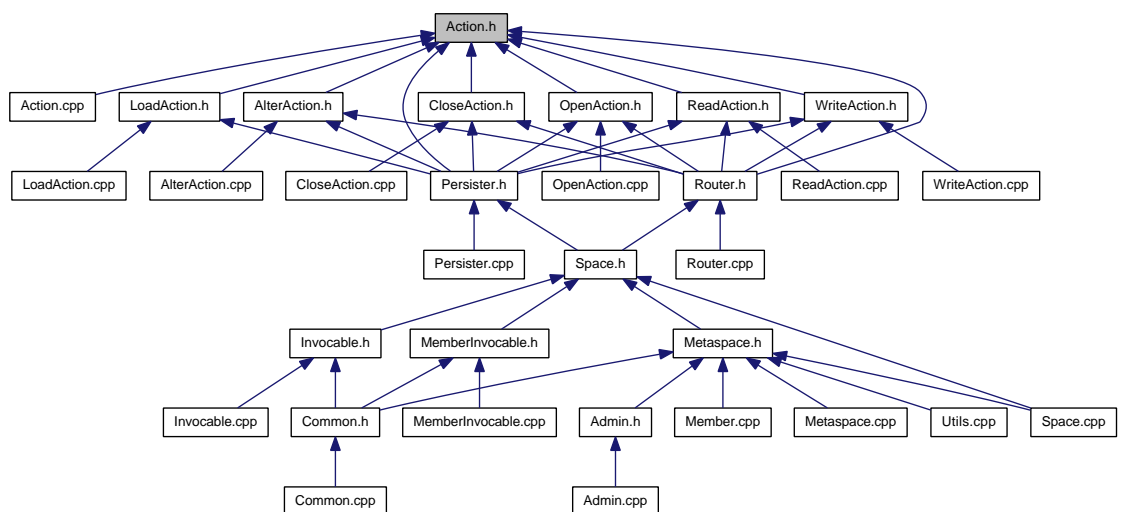 Action.h
Action.cpp
LoadAction.h
AlterAction.h
CloseAction.h
OpenAction.h
ReadAction.h
WriteAction.h
LoadAction.cpp
AlterAction.cpp
CloseAction.cpp
Persister.h
OpenAction.cpp
Router.h
ReadAction.cpp
WriteAction.cpp
Persister.cpp
Space.h
Router.cpp
Invocable.h
MemberInvocable.h
Metaspace.h
Invocable.cpp
Common.h
MemberInvocable.cpp
Admin.h
Member.cpp
Metaspace.cpp
Utils.cpp
Space.cpp
Common.cpp
Admin.cpp